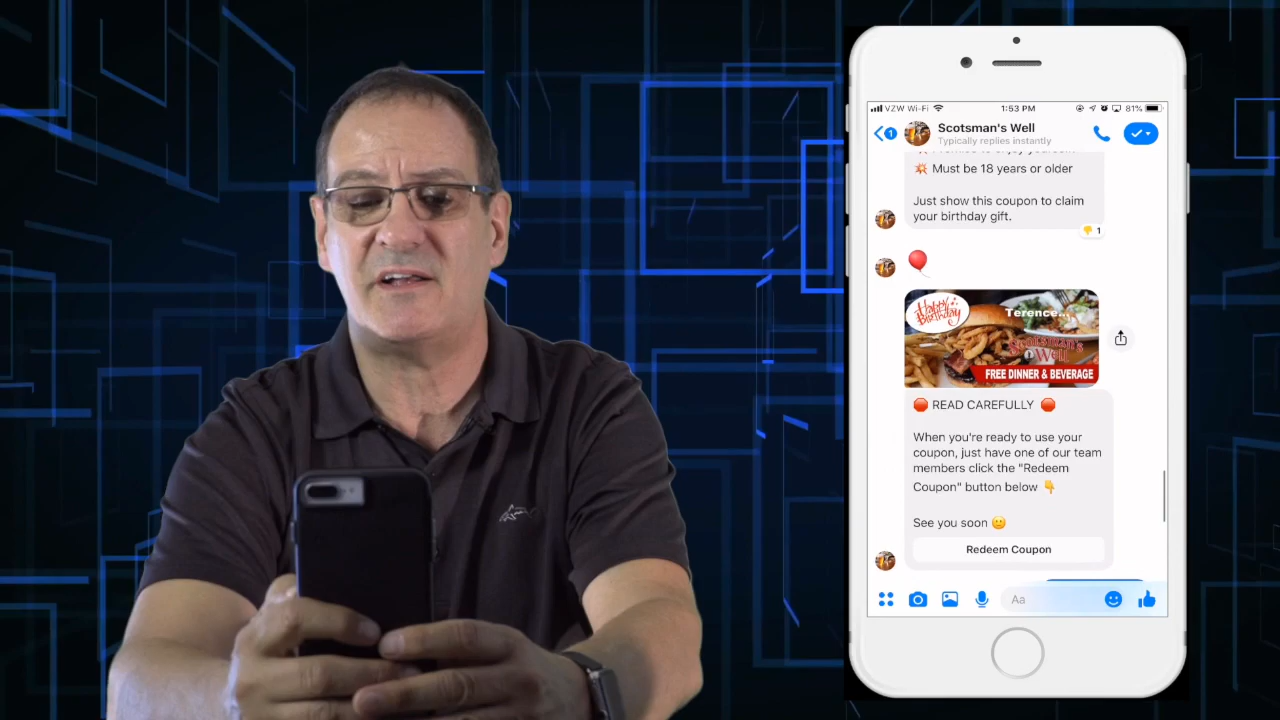 VZW Wi-Fi 1:53 PM 81%
1 Scotsman's Well
Typically replies instantly
Must be 18 years or older
Just show this coupon to claim
your birthday gift.
1
Happy
Birthday
Terence...
Scotsman's
Well
FREE DINNER & BEVERAGE
READ CAREFULLY
When you're ready to use your
coupon, just have one of our team
members click the "Redeem
Coupon" button below
See you soon
Redeem Coupon
Aa